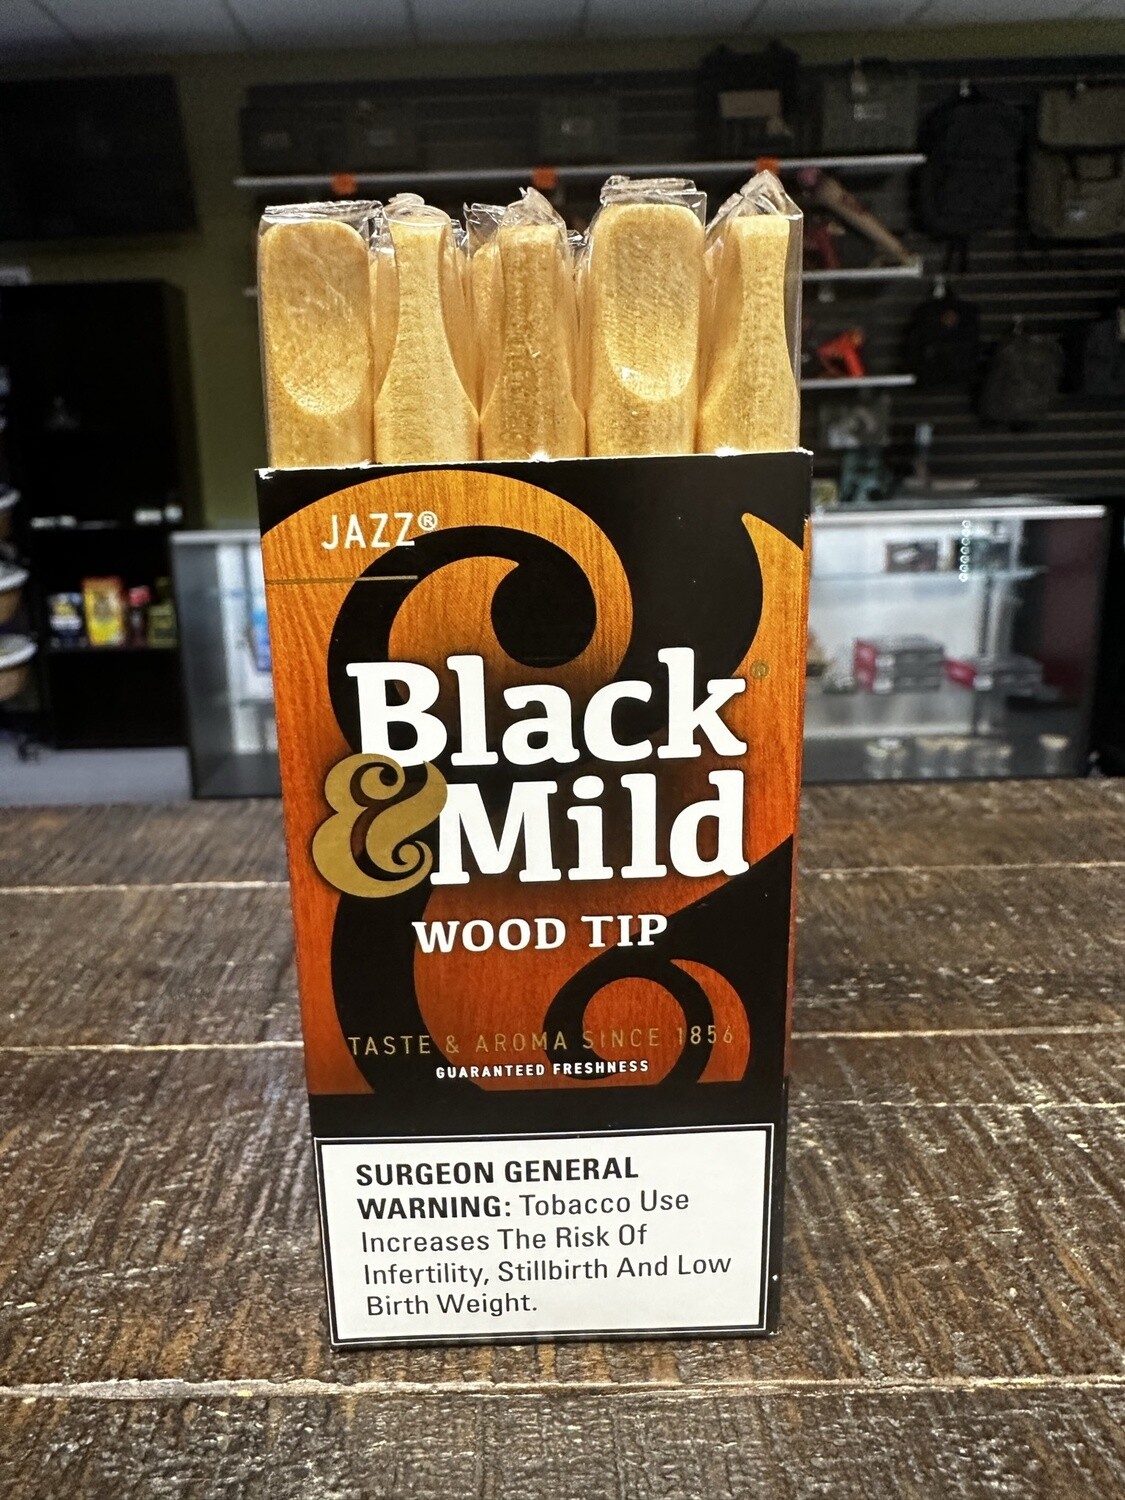 JAZZ®
Black®
& Mild
WOOD TIP
TASTE & AROMA SINCE 1856
GUARANTEED FRESHNESS
SURGEON GENERAL
WARNING: Tobacco Use
Increases The Risk Of
Infertility, Stillbirth And Low
Birth Weight.